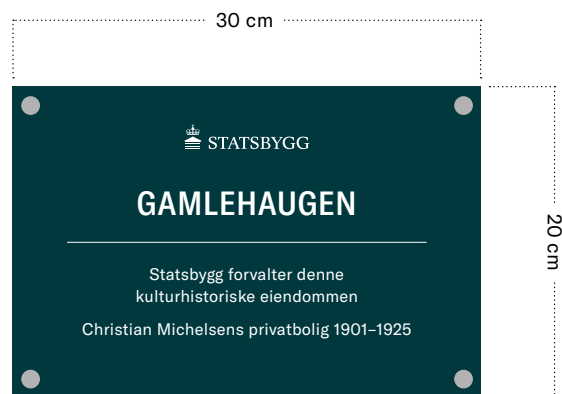 30 cm
STATSBYGG
GAMLEHAUGEN
Statsbygg forvalter denne
kulturhistoriske eiendommen
Christian Michelsens privatbolig 1901–1925
20 cm